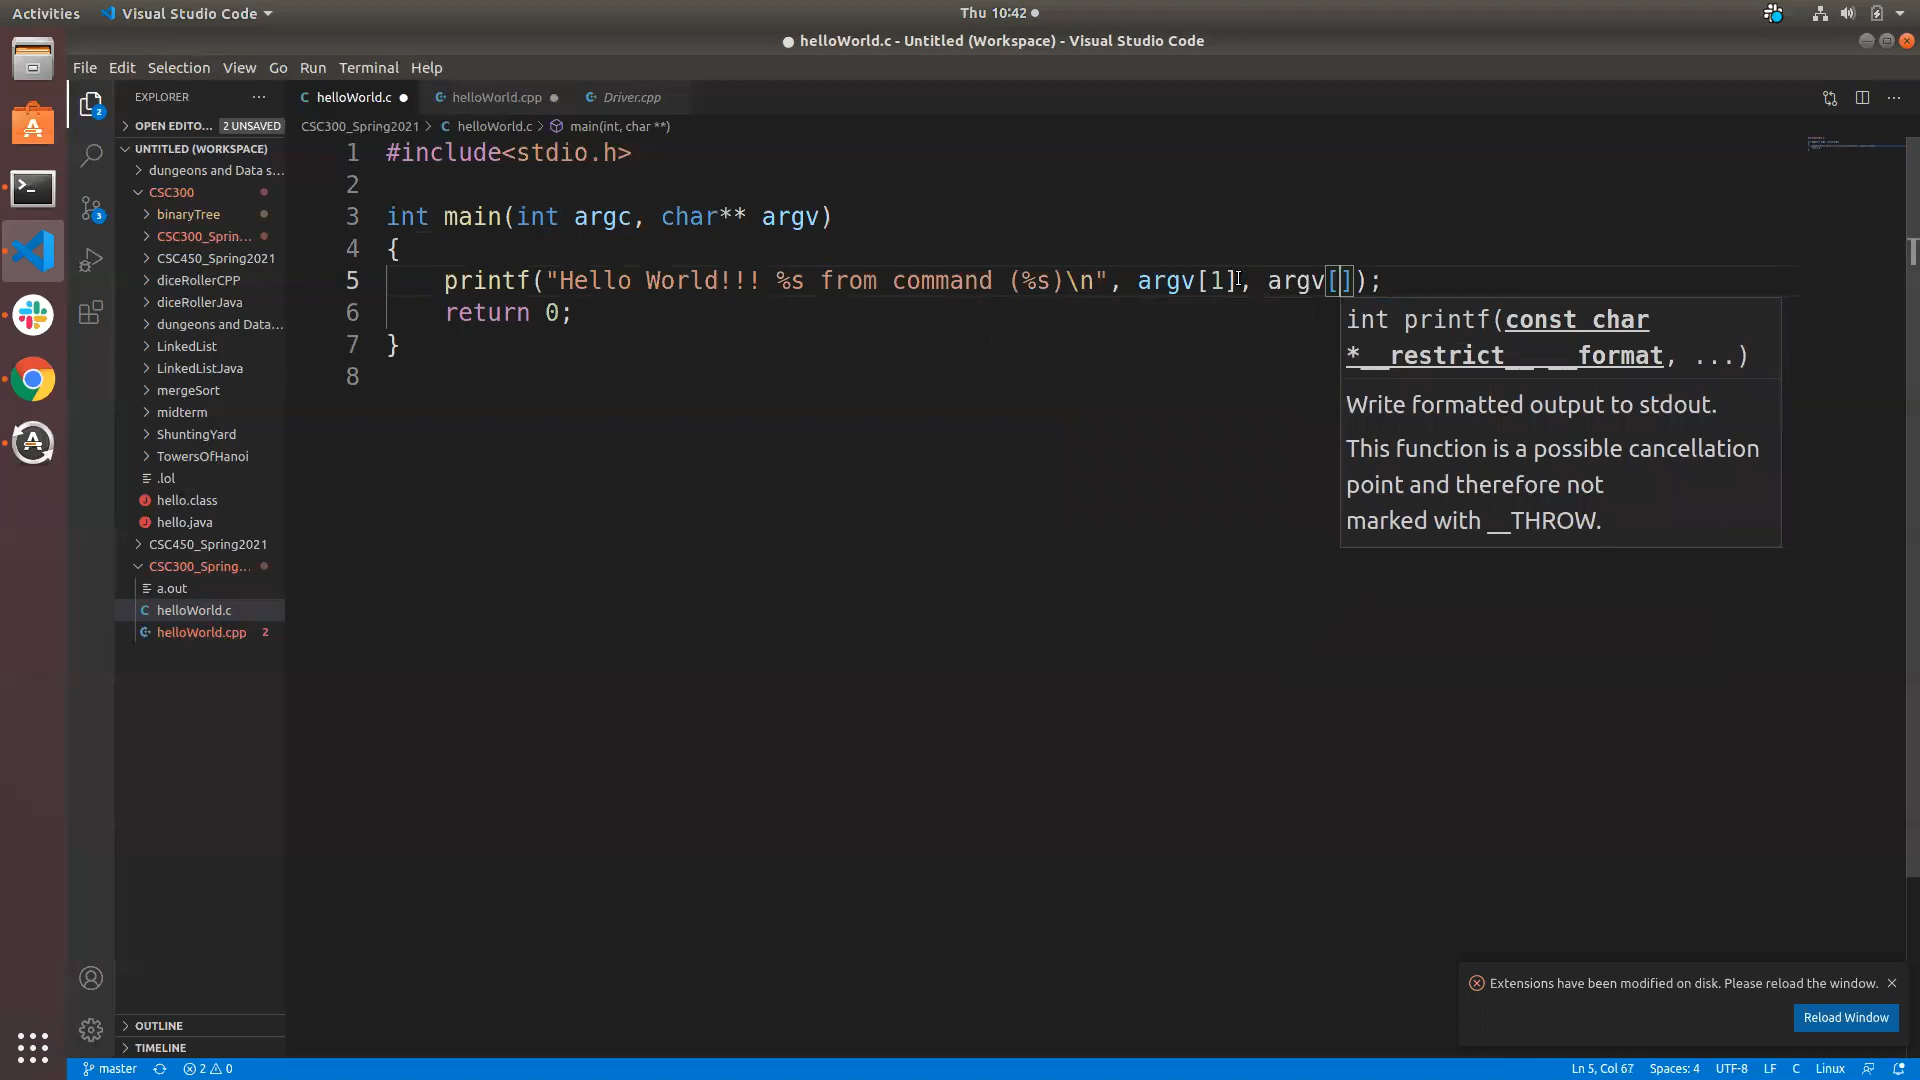 Activities Visual Studio Code Thu 10:42
helloWorld.c - Untitled (Workspace) - Visual Studio Code
File Edit Selection View Go Run Terminal Help
EXPLORER ...
helloWorld.c helloWorld.cpp Driver.cpp
OPEN EDITO... 2 UNSAVED
CSC300_Spring2021 > C helloWorld.c > main(int, char **)
UNTITLED (WORKSPACE)
dungeons and Data s...
CSC300
binaryTree
CSC300_Sprin...
CSC450_Spring2021
diceRollerCPP
diceRollerJava
dungeons and Data...
LinkedList
LinkedListJava
mergeSort
midterm
ShuntingYard
TowersOfHanoi
.lol
hello.class
hello.java
CSC450_Spring2021
CSC300_Spring...
a.out
helloWorld.c
helloWorld.cpp 2
OUTLINE
TIMELINE
1 #include<stdio.h>
2
3 int main(int argc, char** argv)
4 {
5 printf("Hello World!!! %s from command (%s)\n", argv[1], argv[]);
6 return 0;
7 }
8
int printf(const char
*__restrict__ __format, ...)
Write formatted output to stdout.
This function is a possible cancellation
point and therefore not
marked with __THROW.
Extensions have been modified on disk. Please reload the window.
Reload Window
master 2 0 Ln 5, Col 67 Spaces: 4 UTF-8 LF C Linux